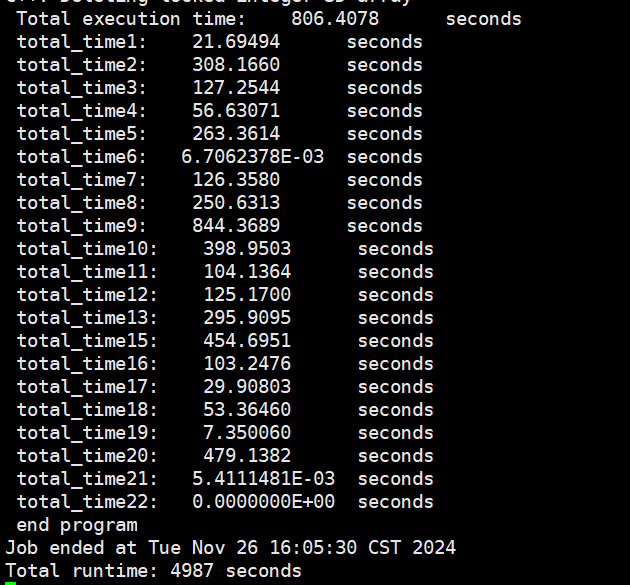 Total execution time: 806.4078 seconds
total_time1: 21.69494 seconds
total_time2: 308.1660 seconds
total_time3: 127.2544 seconds
total_time4: 56.63071 seconds
total_time5: 263.3614 seconds
total_time6: 6.7062378E-03 seconds
total_time7: 126.3580 seconds
total_time8: 250.6313 seconds
total_time9: 844.3689 seconds
total_time10: 398.9503 seconds
total_time11: 104.1364 seconds
total_time12: 125.1700 seconds
total_time13: 295.9095 seconds
total_time15: 454.6951 seconds
total_time16: 103.2476 seconds
total_time17: 29.90803 seconds
total_time18: 53.36460 seconds
total_time19: 7.350060 seconds
total_time20: 479.1382 seconds
total_time21: 5.4111481E-03 seconds
total_time22: 0.0000000E+00 seconds
end program
Job ended at Tue Nov 26 16:05:30 CST 2024
Total runtime: 4987 seconds